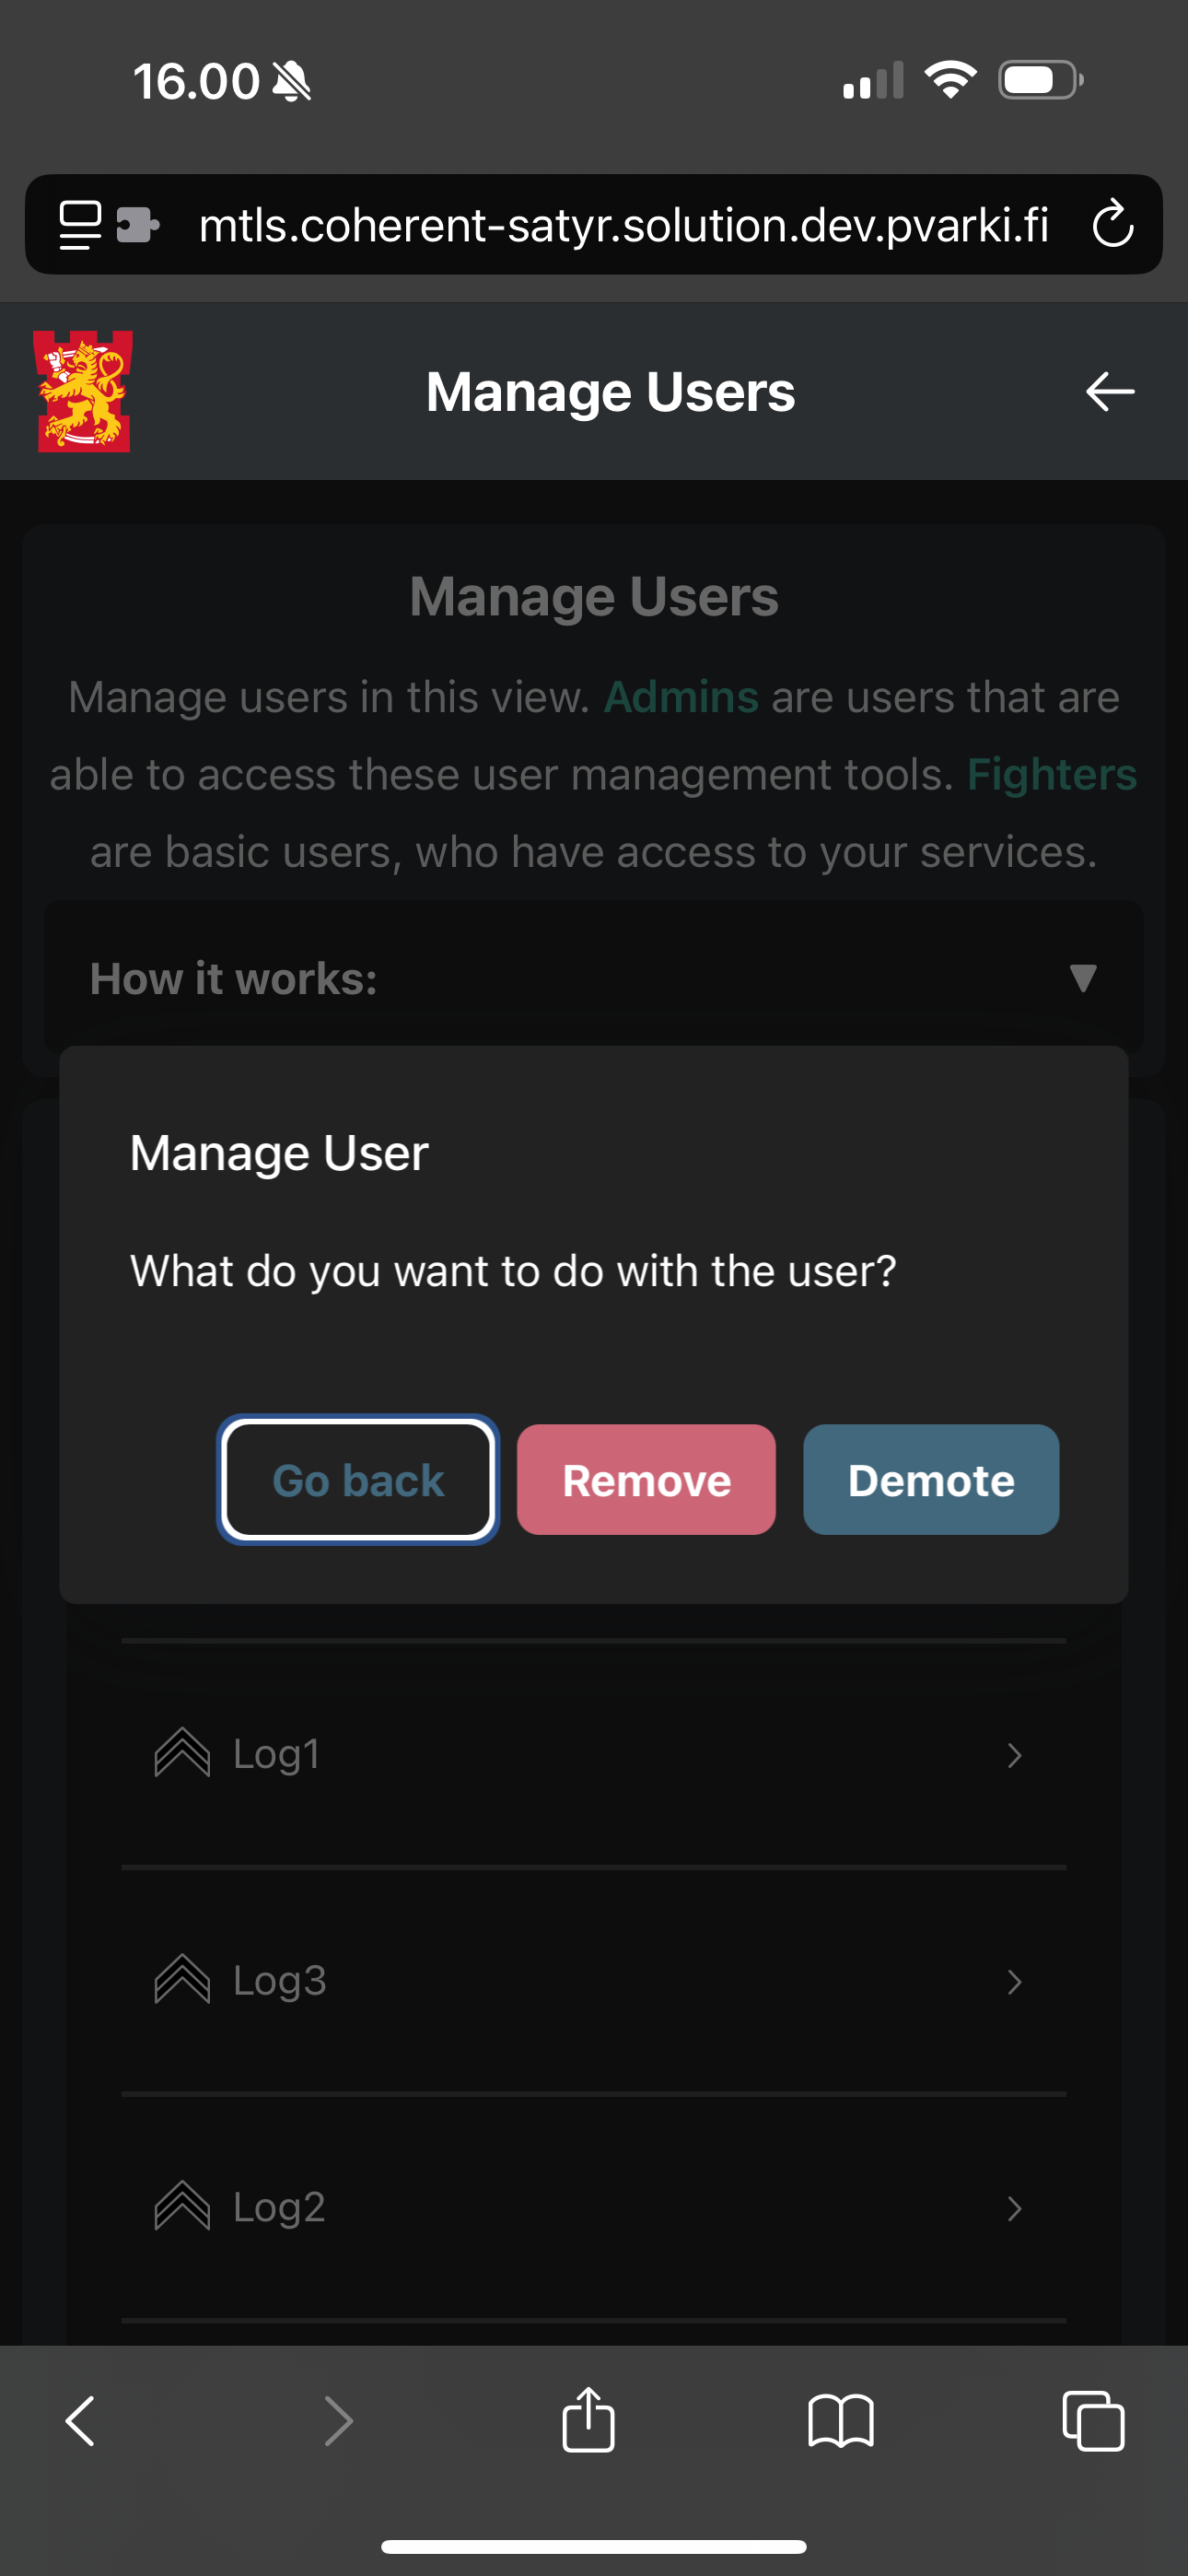 16.00
mtls.coherent-satyr.solution.dev.pvarki.fi
Manage Users
Manage Users
Manage users in this view. Admins are users that are
able to access these user management tools. Fighters
are basic users, who have access to your services.
How it works:
Manage User
What do you want to do with the user?
Go back Remove Demote
Log1
Log3
Log2